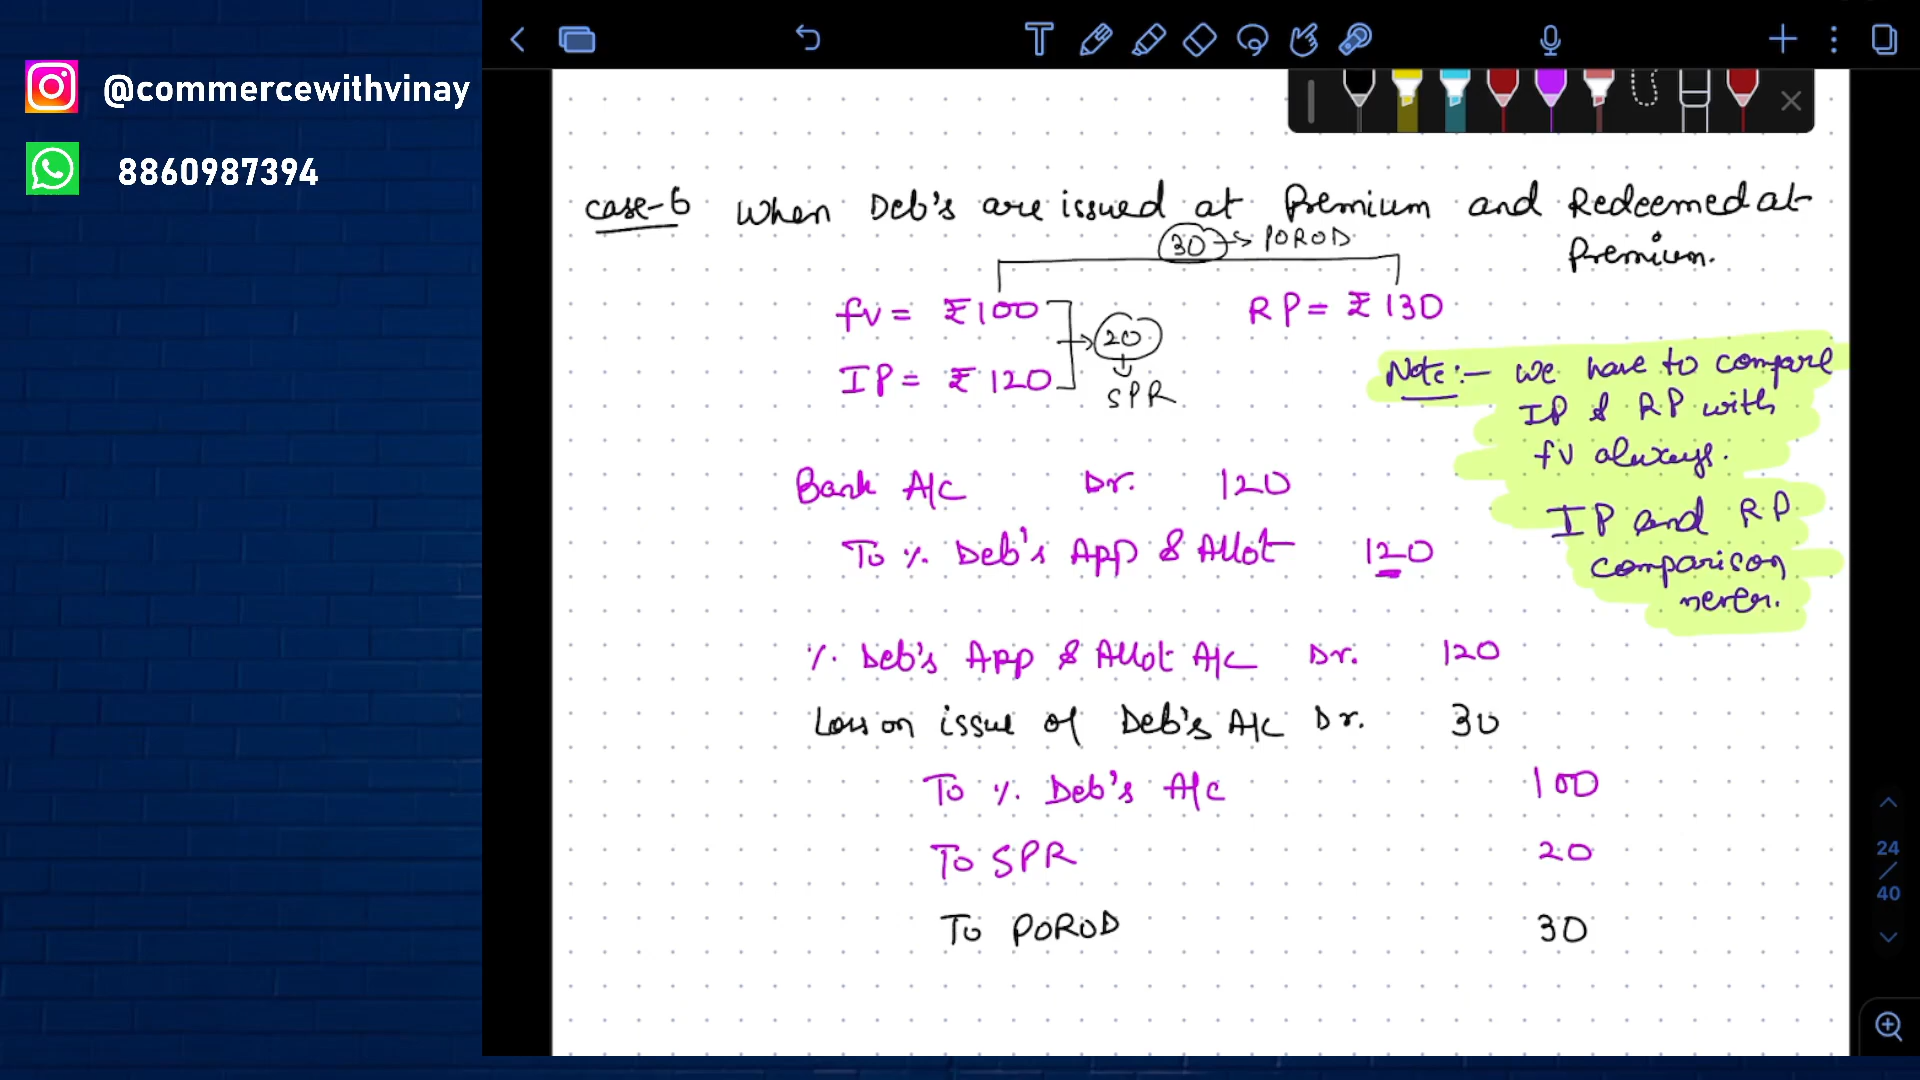 @commercewithvinay
8860987394
case-6 When Deb's are issued at Premium and Redeemed at
Premium.
30 → POROD
fv = ₹100
RP = ₹130
20
IP = ₹120
SPR
Note:- We have to compare
IP & RP with
fv always.
IP and RP
comparison
never.
Bank A/c Dr. 120
To %. Deb's App & Allot 120
%. Deb's App & Allot A/c Dr. 120
Loss on issue of Deb's A/c Dr. 30
To %. Deb's A/c 100
To SPR 20
To POROD 30
24
/
40